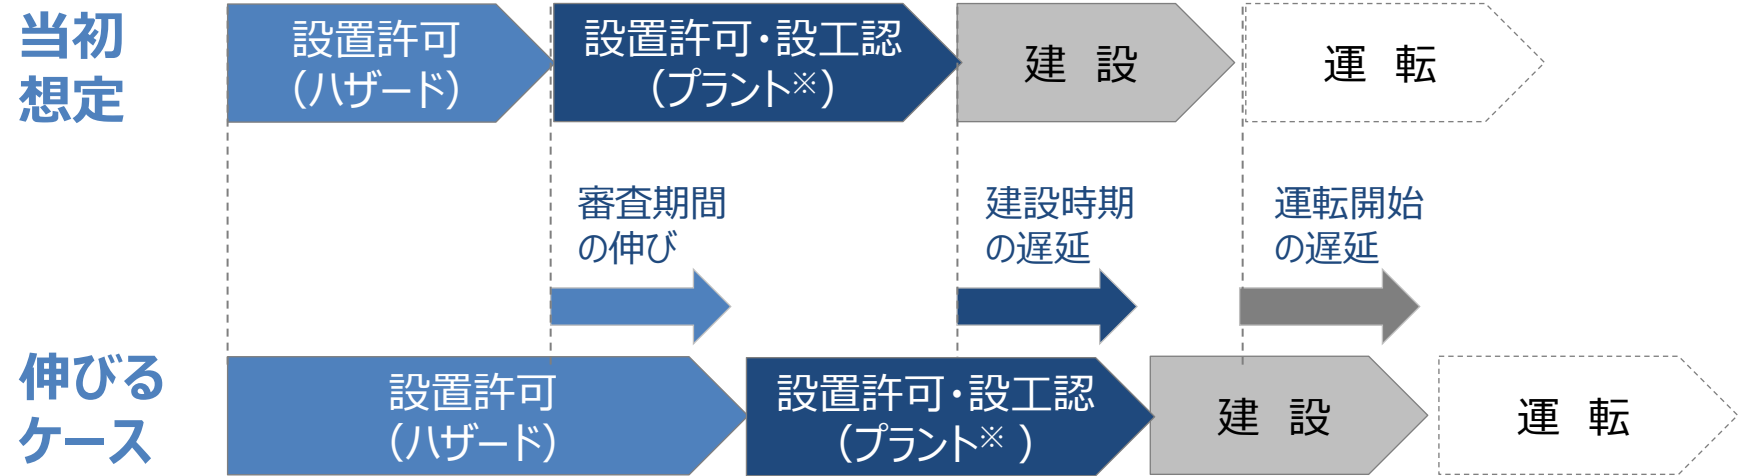 当初
想定
設置許可
（ハザード）
設置許可・設工認
（プラント※）
建　設
運　転
審査期間
の伸び
建設時期
の遅延
運転開始
の遅延
伸びる
ケース
設置許可
（ハザード）
設置許可・設工認
（プラント※ ）
建　設
運　転